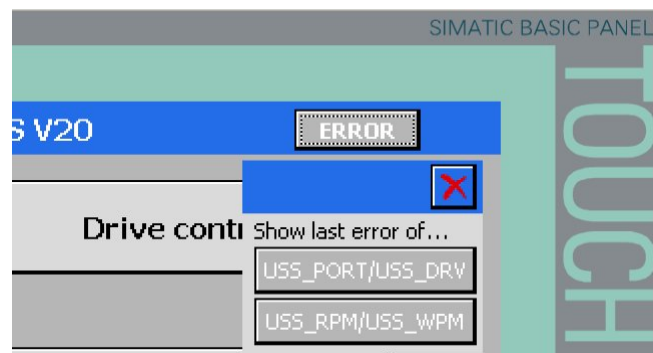 SIMATIC BASIC PANEL
TOUCH
S V20
ERROR
Drive contr
Show last error of...
USS_PORT/USS_DRV
USS_RPM/USS_WPM